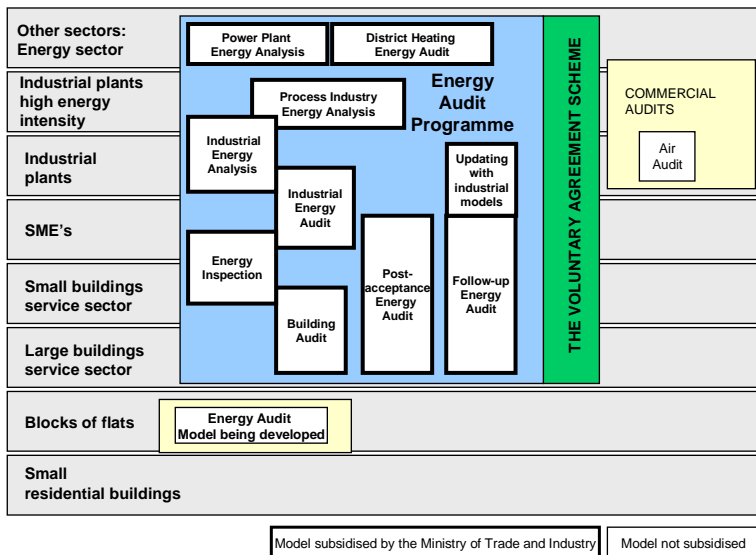 Other sectors:
Energy sector
Power Plant
Energy Analysis
District Heating
Energy Audit
Industrial plants
high energy
intensity
Process Industry
Energy Analysis
Energy
Audit
Programme
THE VOLUNTARY AGREEMENT SCHEME
COMMERCIAL
AUDITS
Air
Audit
Industrial
plants
Industrial
Energy
Analysis
Industrial
Energy
Audit
Updating
with
industrial
models
SME's
Energy
Inspection
Post-
acceptance
Energy
Audit
Follow-up
Energy
Audit
Small buildings
service sector
Building
Audit
Large buildings
service sector
Blocks of flats
Energy Audit
Model being developed
Small
residential buildings
Model subsidised by the Ministry of Trade and Industry
Model not subsidised